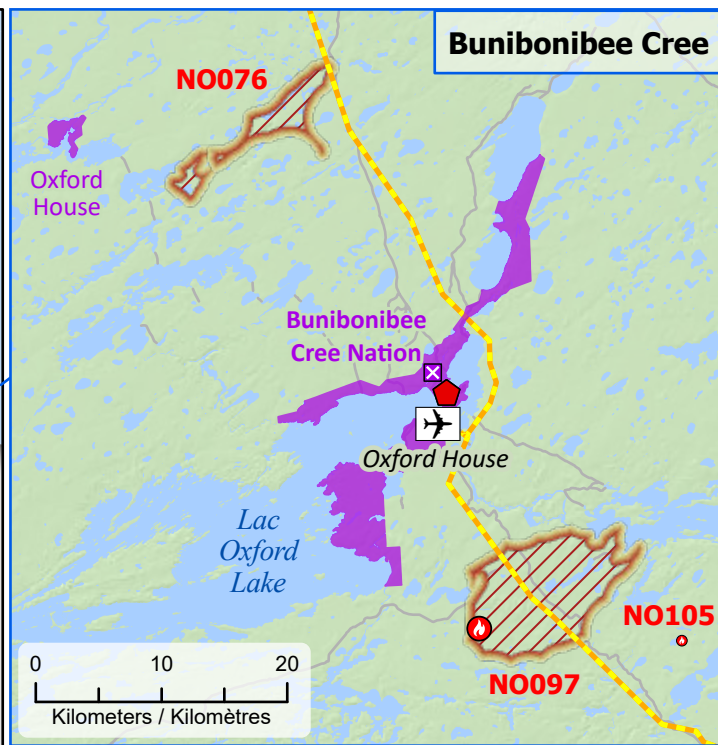 Bunibonibee Cree
NO076
Oxford
House
Bunibonibee
Cree Nation
Oxford House
Lac
Oxford
Lake
NO105
NO097
0 10 20
Kilometers / Kilomètres